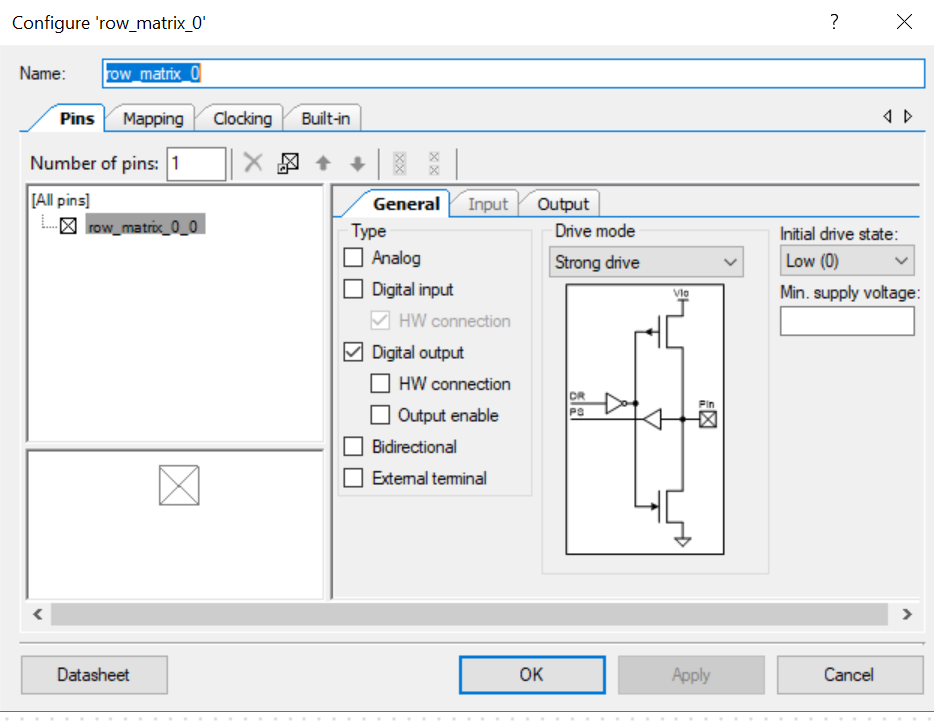 Configure 'row_matrix_0'
?
Name: row_matrix_0
Pins Mapping Clocking Built-in
Number of pins: 1
[All pins]
row_matrix_0_0
General Input Output
Type
Analog
Digital input
HW connection
Digital output
HW connection
Output enable
Bidirectional
External terminal
Drive mode
Strong drive
Vio
DR
PS
Pin
Initial drive state:
Low (0)
Min. supply voltage:
Datasheet OK Apply Cancel